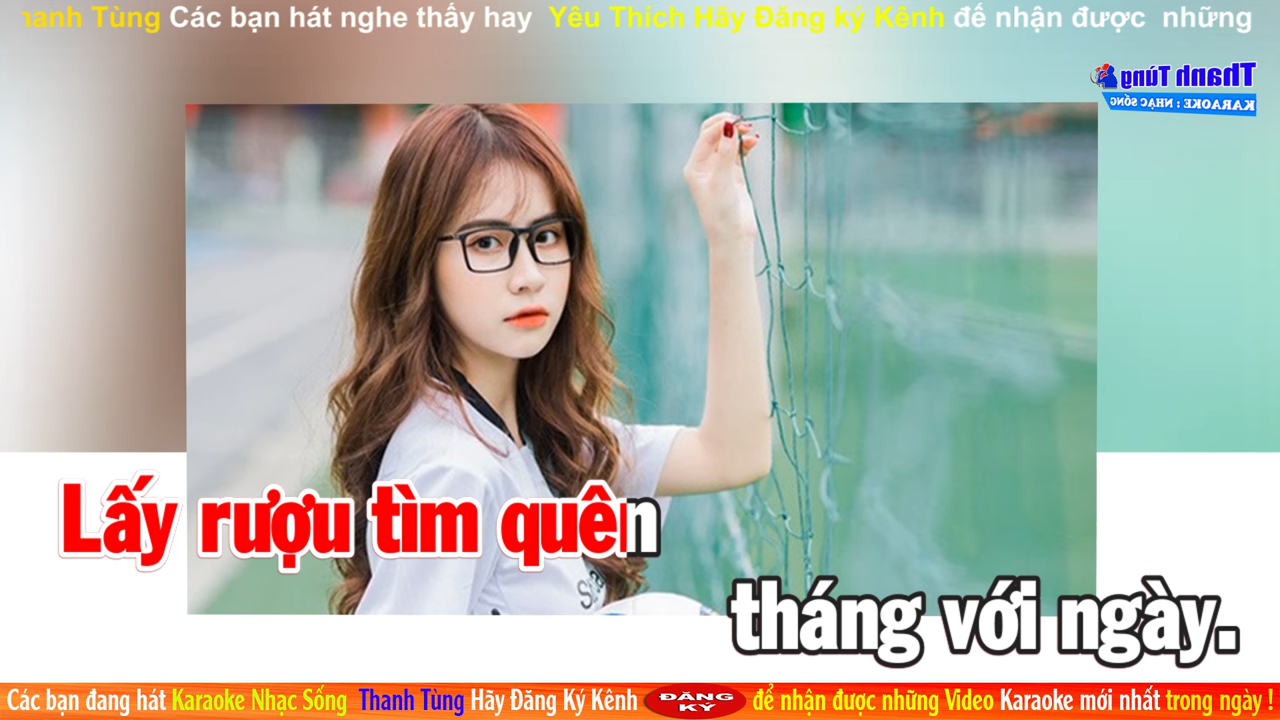 hanh Tùng Các bạn hát nghe thấy hay Yêu Thích Hãy Đăng ký Kênh đế nhận được những
Thanh Tùng
KARAOKE : NHẠC SỐNG
Lấy rượu tìm quên
tháng với ngày.
Các bạn đang hát Karaoke Nhạc Sống Thanh Tùng Hãy Đăng Ký Kênh ĐĂNG KÝ để nhận được những Video Karaoke mới nhất trong ngày !